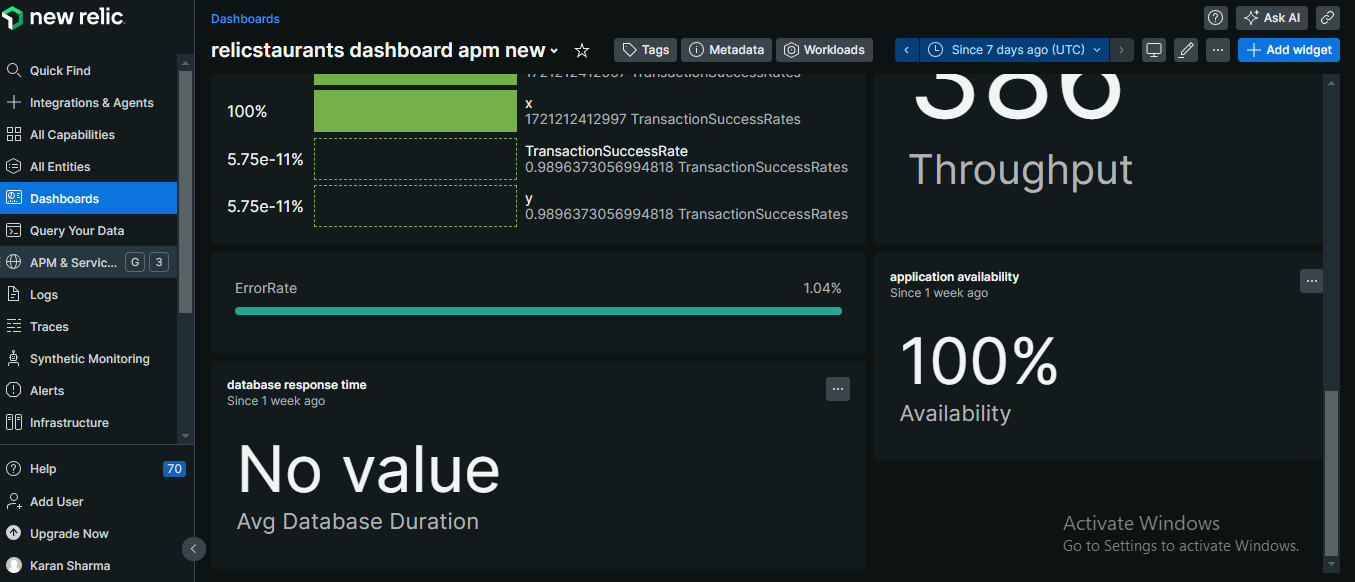 new relic.
Quick Find
Integrations & Agents
All Capabilities
All Entities
Dashboards
Query Your Data
APM & Servic... G 3
Logs
Traces
Synthetic Monitoring
Alerts
Infrastructure
Help 70
Add User
Upgrade Now
Karan Sharma
Dashboards
Ask AI
relicstaurants dashboard apm new
Tags
Metadata
Workloads
Since 7 days ago (UTC)
Add widget
1721212412997 TransactionSuccessRates
100%
x
1721212412997 TransactionSuccessRates
5.75e-11%
TransactionSuccessRate
0.9896373056994818 TransactionSuccessRates
5.75e-11%
y
0.9896373056994818 TransactionSuccessRates
386
Throughput
ErrorRate 1.04%
application availability
Since 1 week ago
100%
Availability
database response time
Since 1 week ago
No value
Avg Database Duration
Activate Windows
Go to Settings to activate Windows.